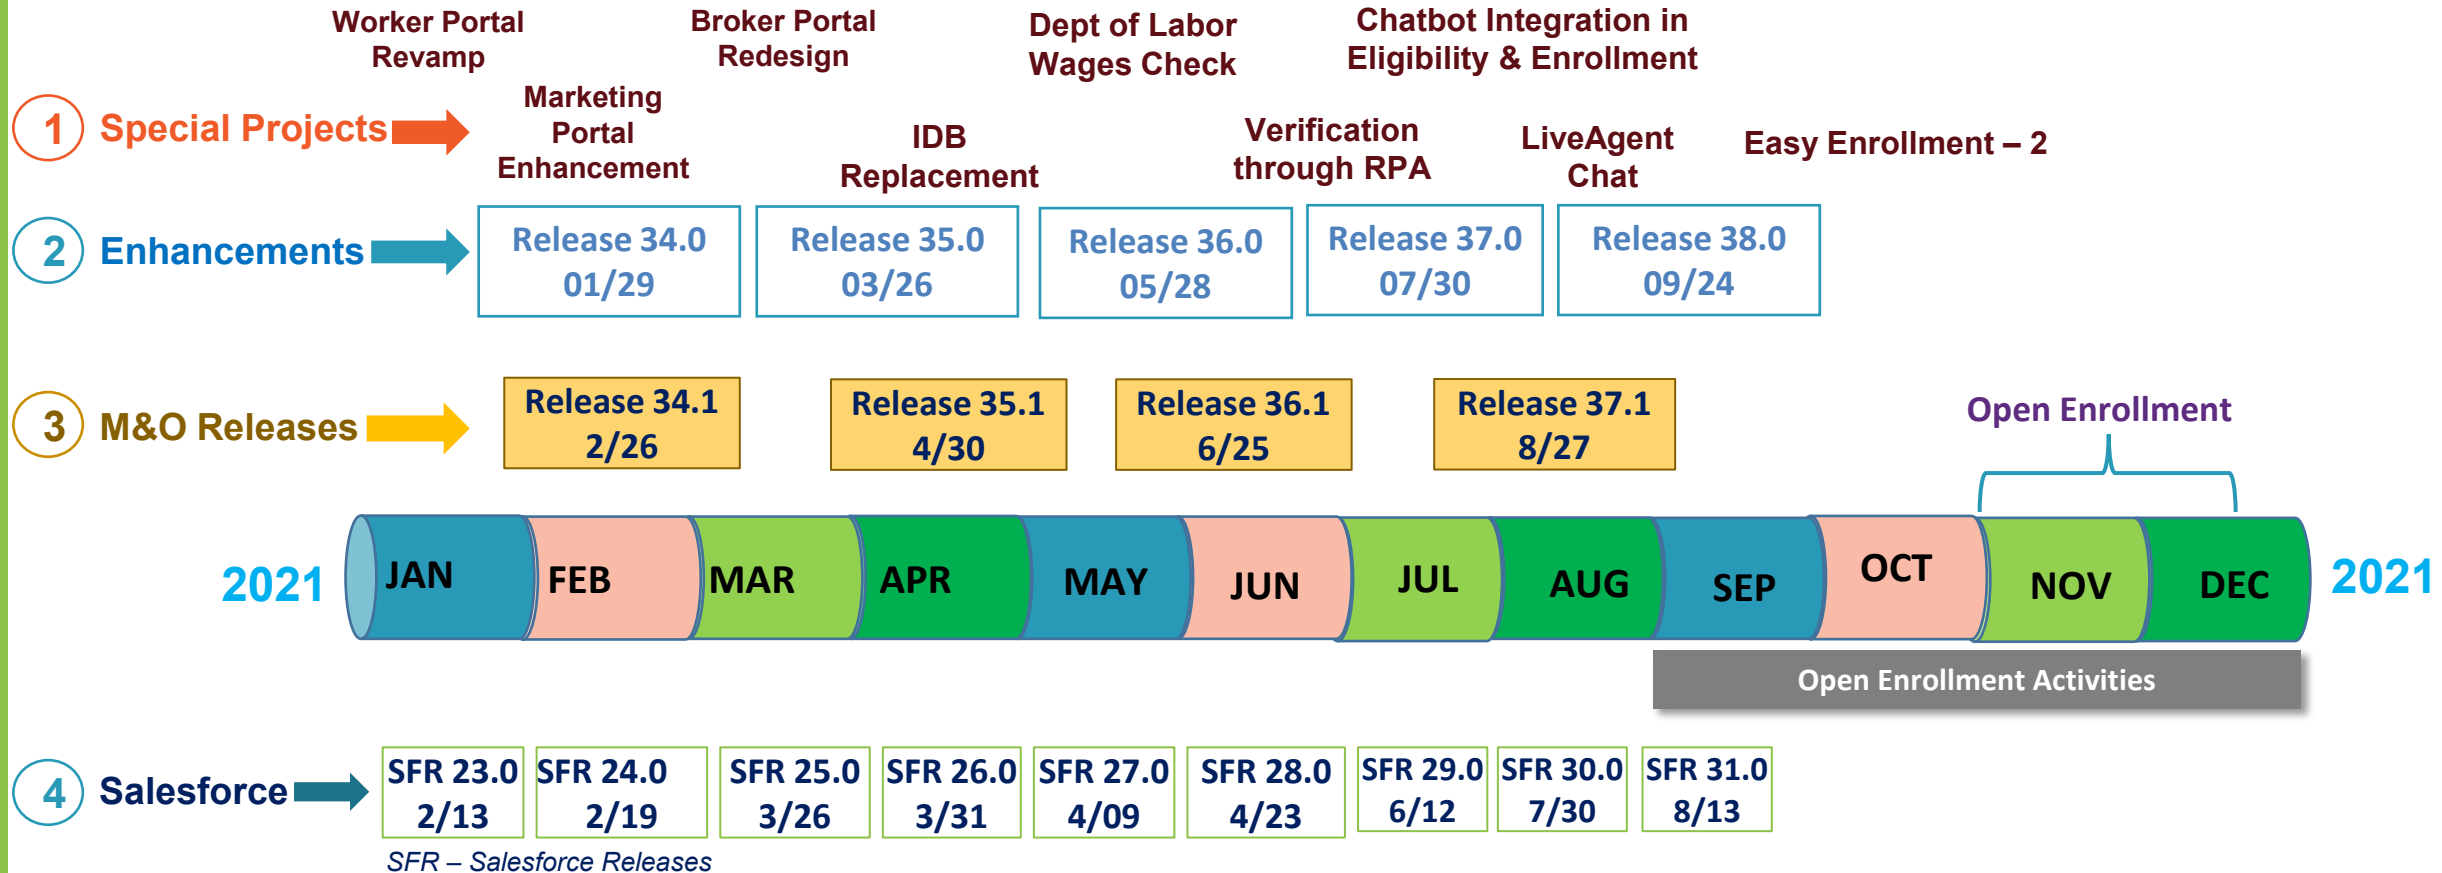 Worker Portal
Revamp
Broker Portal
Redesign
Dept of Labor
Wages Check
Chatbot Integration in
Eligibility & Enrollment
1 Special Projects
Marketing
Portal
Enhancement
IDB
Replacement
Verification
through RPA
LiveAgent
Chat
Easy Enrollment – 2
2 Enhancements
Release 34.0
01/29
Release 35.0
03/26
Release 36.0
05/28
Release 37.0
07/30
Release 38.0
09/24
3 M&O Releases
Release 34.1
2/26
Release 35.1
4/30
Release 36.1
6/25
Release 37.1
8/27
Open Enrollment
2021 JAN FEB MAR APR MAY JUN JUL AUG SEP OCT NOV DEC 2021
Open Enrollment Activities
4 Salesforce
SFR 23.0
2/13
SFR 24.0
2/19
SFR 25.0
3/26
SFR 26.0
3/31
SFR 27.0
4/09
SFR 28.0
4/23
SFR 29.0
6/12
SFR 30.0
7/30
SFR 31.0
8/13
SFR – Salesforce Releases